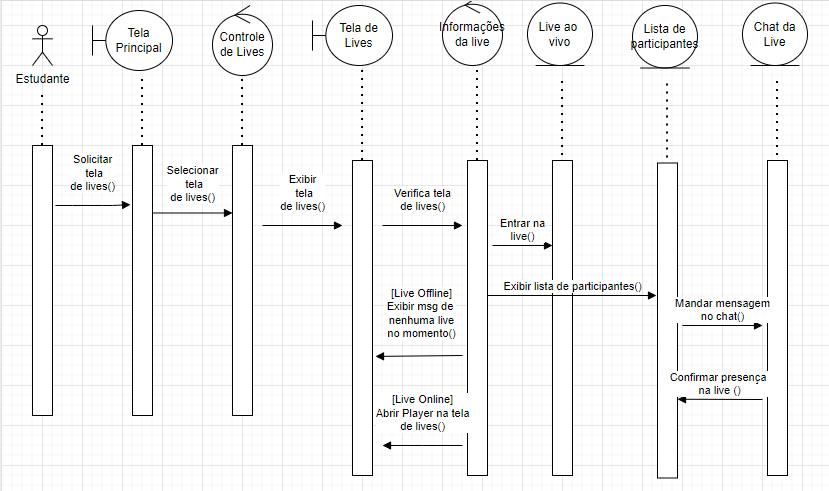 Estudante
Tela
Principal
Controle
de Lives
Tela de
Lives
Informações
da live
Live ao
vivo
Lista de
participantes
Chat da
Live
Solicitar
tela
de lives()
Selecionar
tela
de lives()
Exibir
tela
de lives()
Verifica tela
de lives()
Entrar na
live()
Exibir lista de participantes()
[Live Offline]
Exibir msg de
nenhuma live
no momento()
Mandar mensagem
no chat()
Confirmar presença
na live ()
[Live Online]
Abrir Player na tela
de lives()